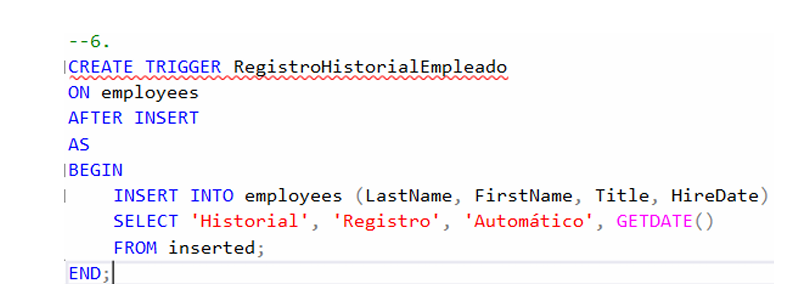 --6.
CREATE TRIGGER RegistroHistorialEmpleado
ON employees
AFTER INSERT
AS
BEGIN
    INSERT INTO employees (LastName, FirstName, Title, HireDate)
    SELECT 'Historial', 'Registro', 'Automático', GETDATE()
    FROM inserted;
END;